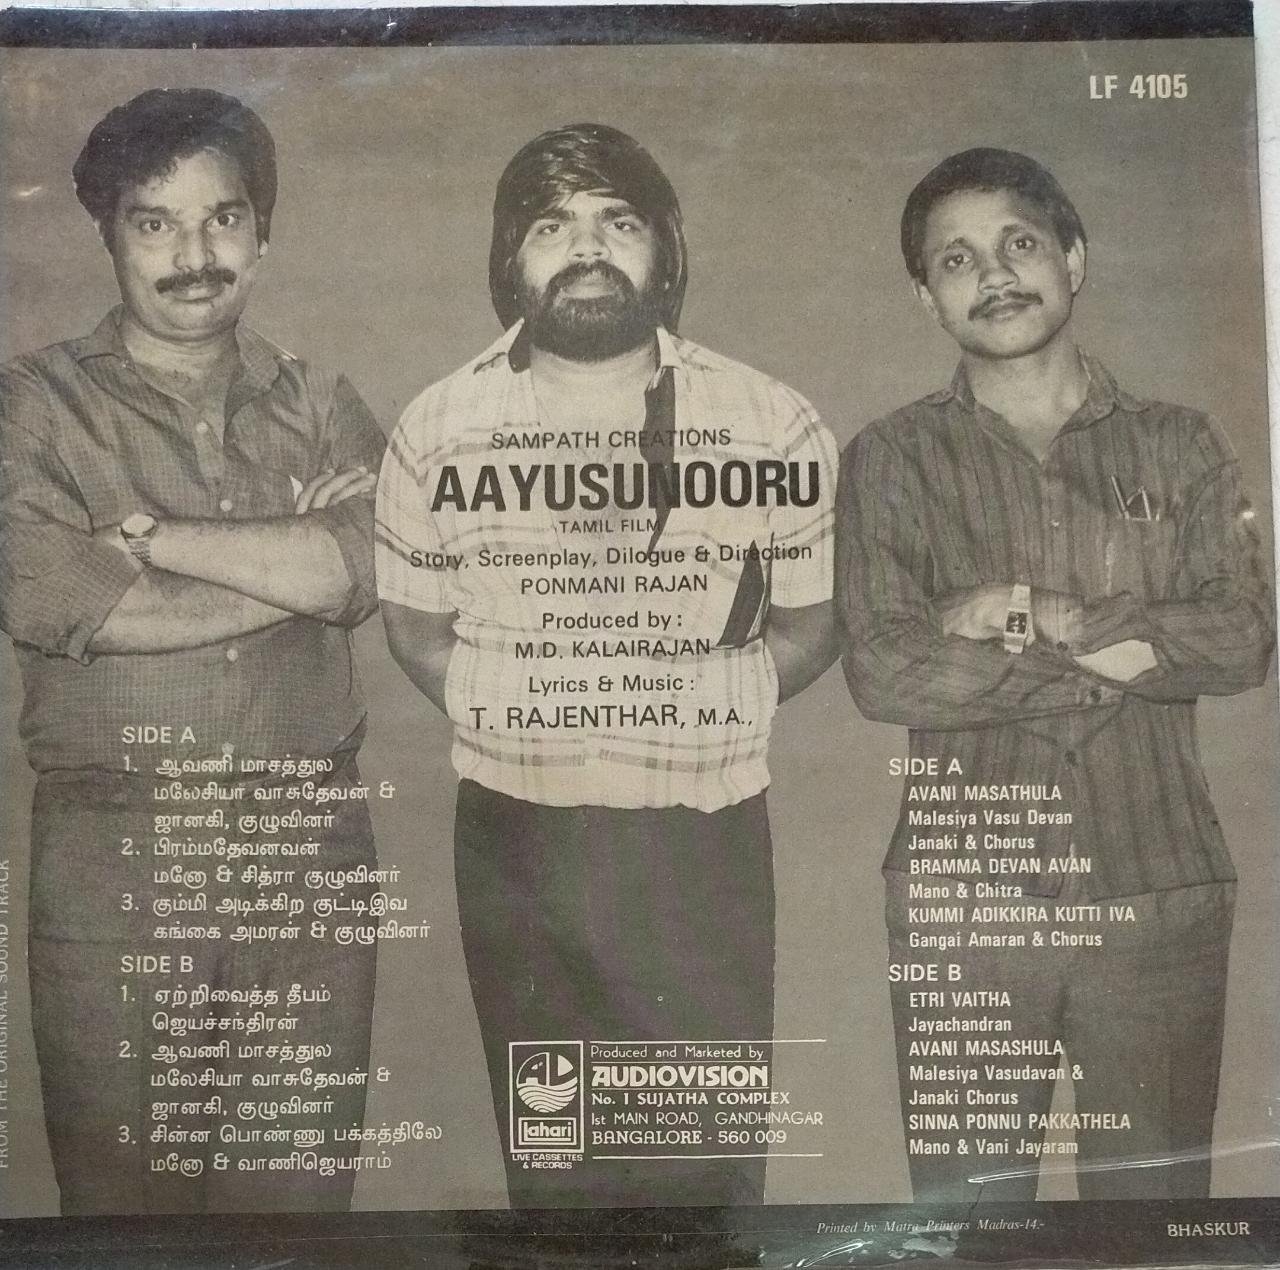 LF 4105
SAMPATH CREATIONS
AAYUSUNOORU
TAMIL FILM
Story, Screenplay, Dilogue & Direction
PONMANI RAJAN
Produced by :
M.D. KALAIRAJAN
Lyrics & Music :
T. RAJENTHAR, M.A.,
SIDE A
1. ஆவணி மாசத்துல
மலேசியா வாசுதேவன் &
ஜானகி, குழுவினர்
2. பிரம்மதேவனவன்
மனோ & சித்ரா குழுவினர்
3. கும்மி அடிக்கிற குட்டிஇவ
கங்கை அமரன் & குழுவினர்
SIDE B
1. ஏற்றிவைத்த தீபம்
ஜெயச்சந்திரன்
2. ஆவணி மாசத்துல
மலேசியா வாசுதேவன் &
ஜானகி, குழுவினர்
3. சின்ன பொண்ணு பக்கத்திலே
மனோ & வாணிஜெயராம்
SIDE A
AVANI MASATHULA
Malesiya Vasu Devan
Janaki & Chorus
BRAMMA DEVAN AVAN
Mano & Chitra
KUMMI ADIKKIRA KUTTI IVA
Gangai Amaran & Chorus
SIDE B
ETRI VAITHA
Jayachandran
AVANI MASASHULA
Malesiya Vasudavan &
Janaki Chorus
SINNA PONNU PAKKATHELA
Mano & Vani Jayaram
FROM THE ORIGINAL SOUND TRACK
lahari
LIVE CASSETTES
& RECORDS
Produced and Marketed by
AUDIOVISION
No. 1 SUJATHA COMPLEX
1st MAIN ROAD, GANDHINAGAR
BANGALORE - 560 009
Printed by Matra Printers Madras-14.-
BHASKUR